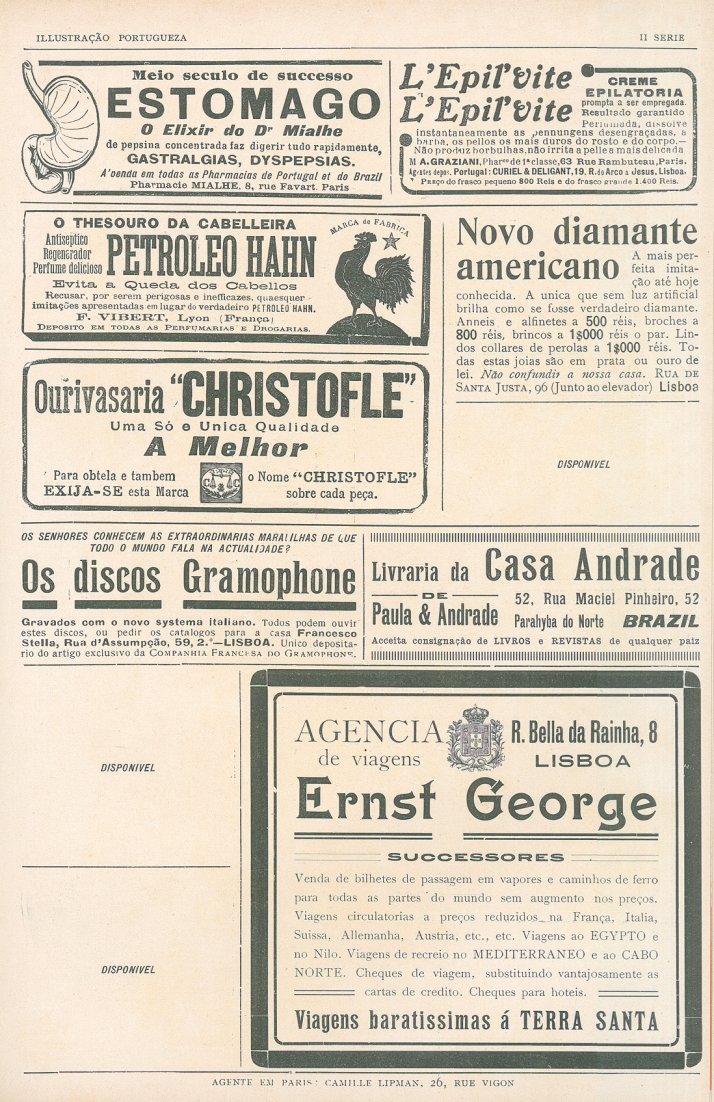 ILLUSTRAÇÃO PORTUGUEZA
II SERIE
Meio seculo de successo
ESTOMAGO
O Elixir do Dr Mialhe
de pepsina concentrada faz digerir tudo rapidamente,
GASTRALGIAS, DYSPEPSIAS.
A'venda em todas as Pharmacias de Portugal et do Brazil
Pharmacie MIALHE, 8, rue Favart. Paris
L'Epil'vite
L'Epil'vite
CREME
EPILATORIA
prompta a ser empregada.
Resultado garantido
Perfumada, dissolve
instantaneamente as pennungens desengraçadas, a
barba, os pellos os mais duros do rosto e do corpo.—
Não produz borbulhas, não irrita a pelle a mais delicada
M A. GRAZIANI, Pharco de 1a classe, 63 Rue Rambuteau, Paris.
Agentes depos. Portugal: CURIEL & DELIGANT, 19, R. do Arco a Jesus. Lisboa.
Preço do frasco pequeno 800 Reis e do frasco grande 1.400 Reis.
O THESOURO DA CABELLEIRA
Antiseptico
Regenerador
Perfume delicioso
PETROLEO HAHN
MARCA de FABRICA
Evita a Queda dos Cabellos
Recusar, por serem perigosas e inefficazes, quaesquer
imitações apresentadas em lugar do verdadeiro PETROLEO HAHN.
F. VIBERT, Lyon (França)
DEPOSITO EM TODAS AS PERFUMARIAS E DROGARIAS.
Novo diamante
americano A mais per-
feita imita-
ção até hoje
conhecida. A unica que sem luz artificial
brilha como se fosse verdadeiro diamante.
Anneis e alfinetes a 500 réis, broches a
800 réis, brincos a 1$000 réis o par. Lin-
dos collares de perolas a 1$000 réis. To-
das estas joias são em prata ou ouro de
lei. Não confundir a nossa casa. RUA DE
SANTA JUSTA, 96 (Junto ao elevador) Lisboa
Ourivasaria "CHRISTOFLE"
Uma Só e Unica Qualidade
A Melhor
Para obtela e tambem
EXIJA-SE esta Marca
C C
o Nome "CHRISTOFLE"
sobre cada peça.
DISPONIVEL
OS SENHORES CONHECEM AS EXTRAORDINARIAS MARAVILHAS DE QUE
TODO O MUNDO FALA NA ACTUALIDADE?
Os discos Gramophone
Gravados com o novo systema italiano. Todos podem ouvir
estes discos, ou pedir os catalogos para a casa Francesco
Stella, Rua d'Assumpção, 59, 2.º—LISBOA. Unico deposita-
rio do artigo exclusivo da COMPANHIA FRANCESA DO GRAMOPHONE.
Livraria da Casa Andrade
DE
Paula & Andrade
52, Rua Maciel Pinheiro, 52
Parahyba do Norte BRAZIL
Acceita consignação de LIVROS e REVISTAS de qualquer paiz
DISPONIVEL
DISPONIVEL
AGENCIA
de viagens
R. Bella da Rainha, 8
LISBOA
Ernst George
SUCCESSORES
Venda de bilhetes de passagem em vapores e caminhos de ferro
para todas as partes do mundo sem augmento nos preços.
Viagens circulatorias a preços reduzidos na França, Italia,
Suissa, Allemanha, Austria, etc., etc. Viagens ao EGYPTO e
no Nilo. Viagens de recreio no MEDITERRANEO e ao CABO
NORTE. Cheques de viagem, substituindo vantajosamente as
cartas de credito. Cheques para hoteis.
Viagens baratissimas á TERRA SANTA
AGENTE EM PARIS: CAMILLE LIPMAN, 26, RUE VIGON